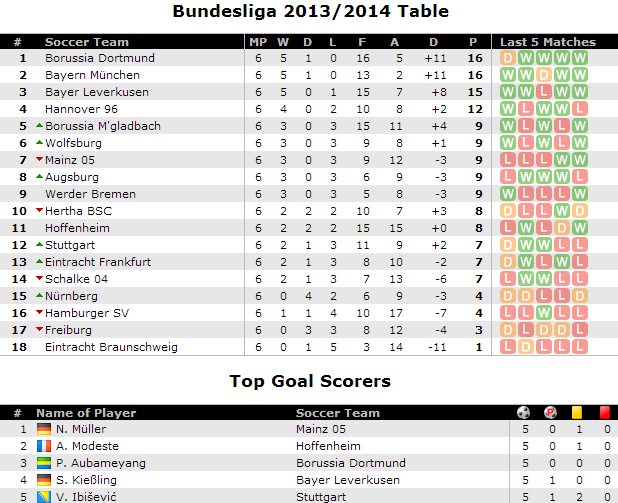 Bundesliga 2013/2014 Table
# Soccer Team MP W D L F A D P Last 5 Matches
1 Borussia Dortmund 6 5 1 0 16 5 +11 16 D W W W W
2 Bayern München 6 5 1 0 13 2 +11 16 W W D W W
3 Bayer Leverkusen 6 5 0 1 15 7 +8 15 W W L W W
4 Hannover 96 6 4 0 2 10 8 +2 12 W L W W L
5 Borussia M'gladbach 6 3 0 3 15 11 +4 9 W L W L W
6 Wolfsburg 6 3 0 3 9 8 +1 9 W L W L W
7 Mainz 05 6 3 0 3 9 12 -3 9 L L L W W
8 Augsburg 6 3 0 3 6 9 -3 9 L W W W L
9 Werder Bremen 6 3 0 3 5 8 -3 9 W L L L W
10 Hertha BSC 6 2 2 2 10 7 +3 8 D L L W D
11 Hoffenheim 6 2 2 2 15 15 +0 8 L W L D W
12 Stuttgart 6 2 1 3 11 9 +2 7 D W W L L
13 Eintracht Frankfurt 6 2 1 3 8 10 -2 7 D W L W L
14 Schalke 04 6 2 1 3 7 13 -6 7 L W W L L
15 Nürnberg 6 0 4 2 6 9 -3 4 D D L L D
16 Hamburger SV 6 1 1 4 10 17 -7 4 L L W L L
17 Freiburg 6 0 3 3 8 12 -4 3 D L D D L
18 Eintracht Braunschweig 6 0 1 5 3 14 -11 1 L D L L L
Top Goal Scorers
# Name of Player Soccer Team P
1 N. Müller Mainz 05 5 0 1 0
2 A. Modeste Hoffenheim 5 0 1 0
3 P. Aubameyang Borussia Dortmund 5 0 0 0
4 S. Kießling Bayer Leverkusen 5 1 0 0
5 V. Ibišević Stuttgart 5 1 2 0